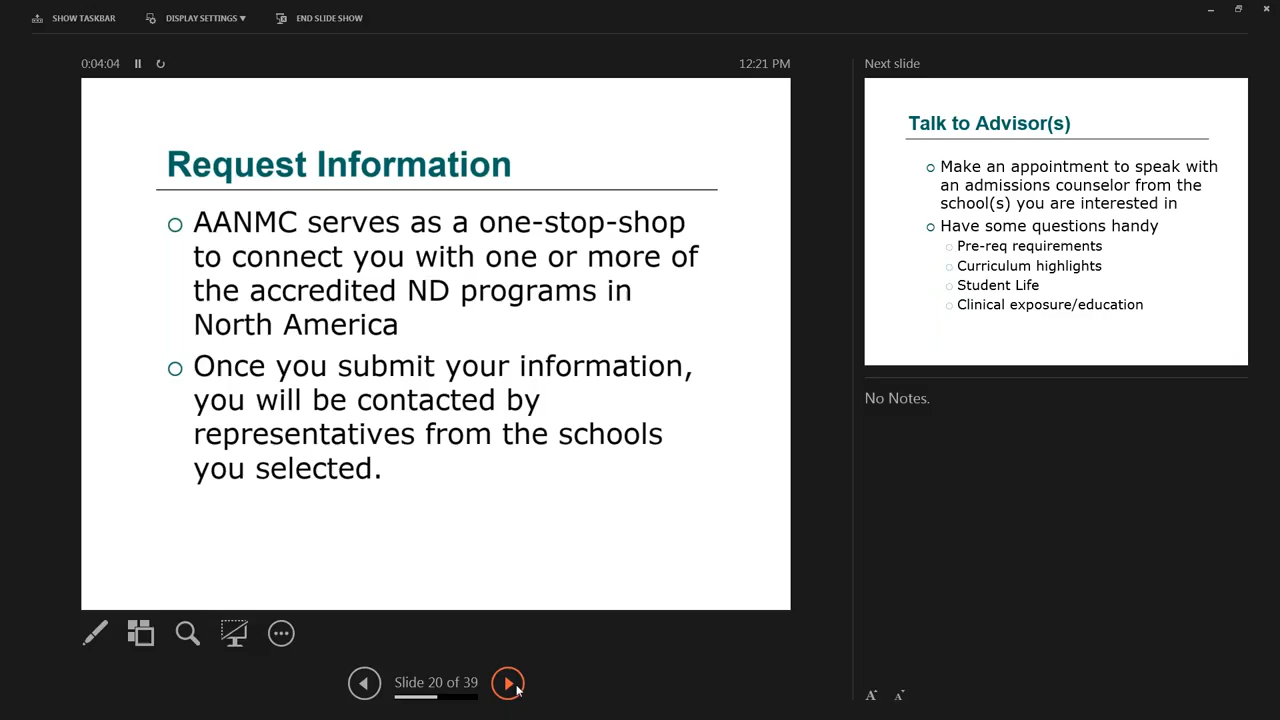 SHOW TASKBAR
DISPLAY SETTINGS ▼
END SLIDE SHOW
0:04:04
12:21 PM
Request Information
AANMC serves as a one-stop-shop
to connect you with one or more of
the accredited ND programs in
North America
Once you submit your information,
you will be contacted by
representatives from the schools
you selected.
Slide 20 of 39
Next slide
Talk to Advisor(s)
Make an appointment to speak with
an admissions counselor from the
school(s) you are interested in
Have some questions handy
Pre-req requirements
Curriculum highlights
Student Life
Clinical exposure/education
No Notes.
A A